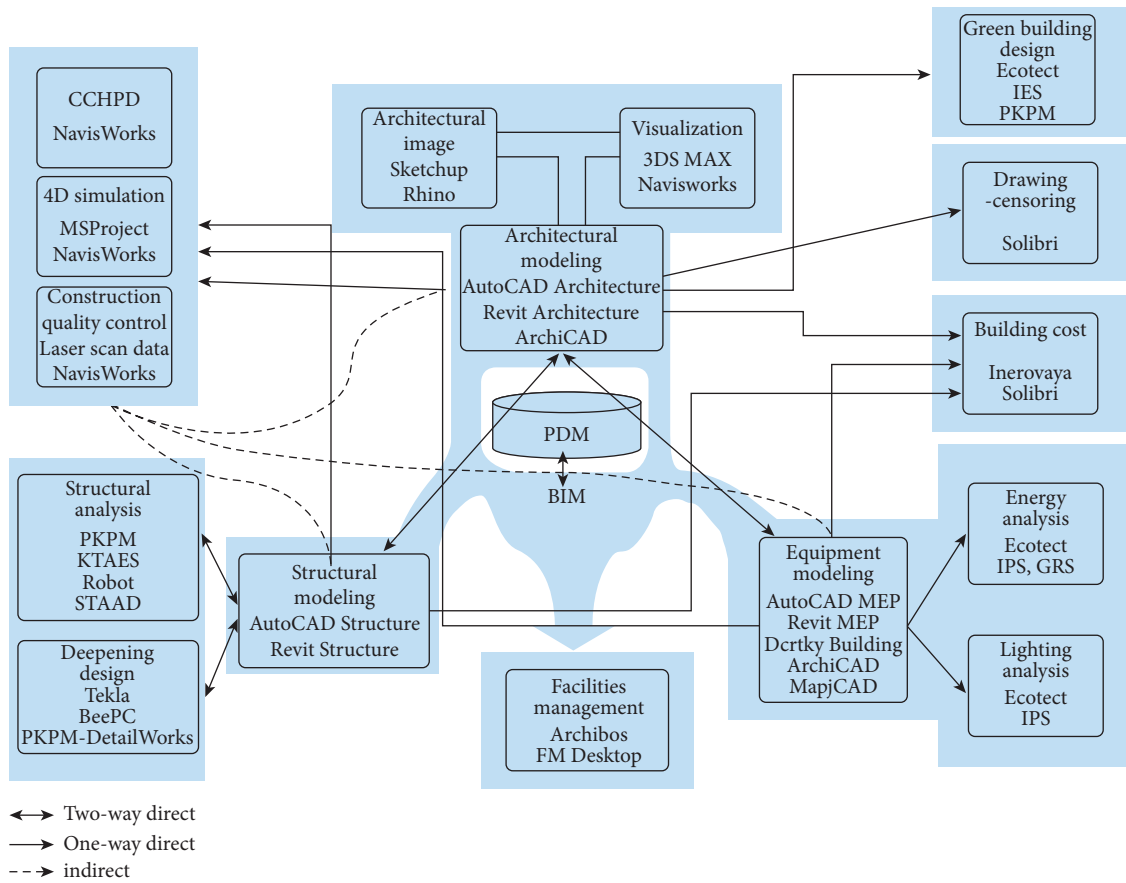 CCHPD
NavisWorks
4D simulation
MSProject
NavisWorks
Construction
quality control
Laser scan data
NavisWorks
Architectural
image
Sketchup
Rhino
Visualization
3DS MAX
Navisworks
Architectural
modeling
AutoCAD Architecture
Revit Architecture
ArchiCAD
Green building
design
Ecotect
IES
PKPM
Drawing
-censoring
Solibri
Building cost
Inerovaya
Solibri
PDM
BIM
Structural
analysis
PKPM
KTAES
Robot
STAAD
Deepening
design
Tekla
BeePC
PKPM-DetailWorks
Structural
modeling
AutoCAD Structure
Revit Structure
Facilities
management
Archibos
FM Desktop
Equipment
modeling
AutoCAD MEP
Revit MEP
Dcrtky Building
ArchiCAD
MapjCAD
Energy
analysis
Ecotect
IPS, GRS
Lighting
analysis
Ecotect
IPS
Two-way direct
One-way direct
indirect